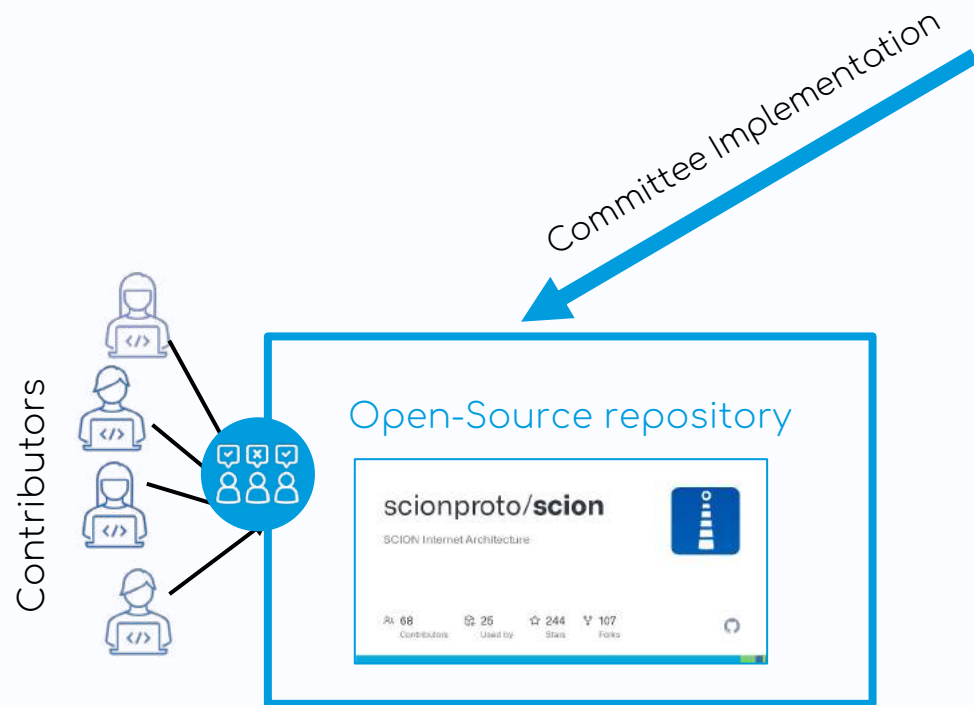 Committee Implementation
Contributors
Open-Source repository
scionproto/scion
SCION Internet Architecture
68 25 244 107
Contributors Used by Stars Forks